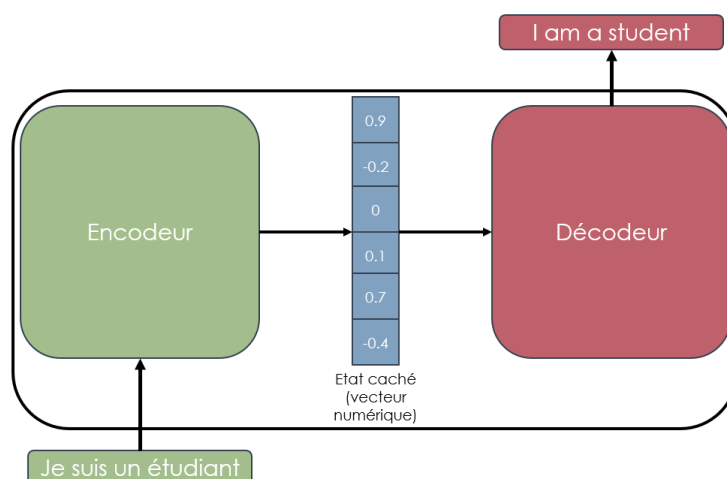 I am a student
Encodeur
0.9
-0.2
0
0.1
0.7
-0.4
Décodeur
Etat caché
(vecteur
numérique)
Je suis un étudiant